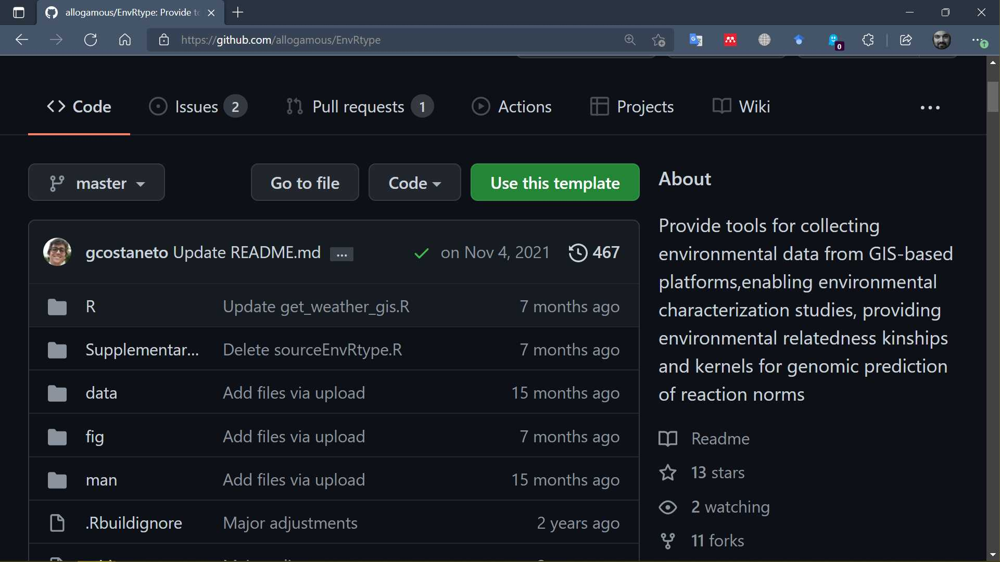 allogamous/EnvRtype: Provide to
https://github.com/allogamous/EnvRtype
0
Code
Issues 2
Pull requests 1
Actions
Projects
Wiki
...
master
Go to file
Code
Use this template
gcostaneto Update README.md ... on Nov 4, 2021 467
R Update get_weather_gis.R 7 months ago
Supplementar... Delete sourceEnvRtype.R 7 months ago
data Add files via upload 15 months ago
fig Add files via upload 7 months ago
man Add files via upload 15 months ago
.Rbuildignore Major adjustments 2 years ago
About
Provide tools for collecting
environmental data from GIS-based
platforms,enabling environmental
characterization studies, providing
environmental relatedness kinships
and kernels for genomic prediction
of reaction norms
Readme
13 stars
2 watching
11 forks